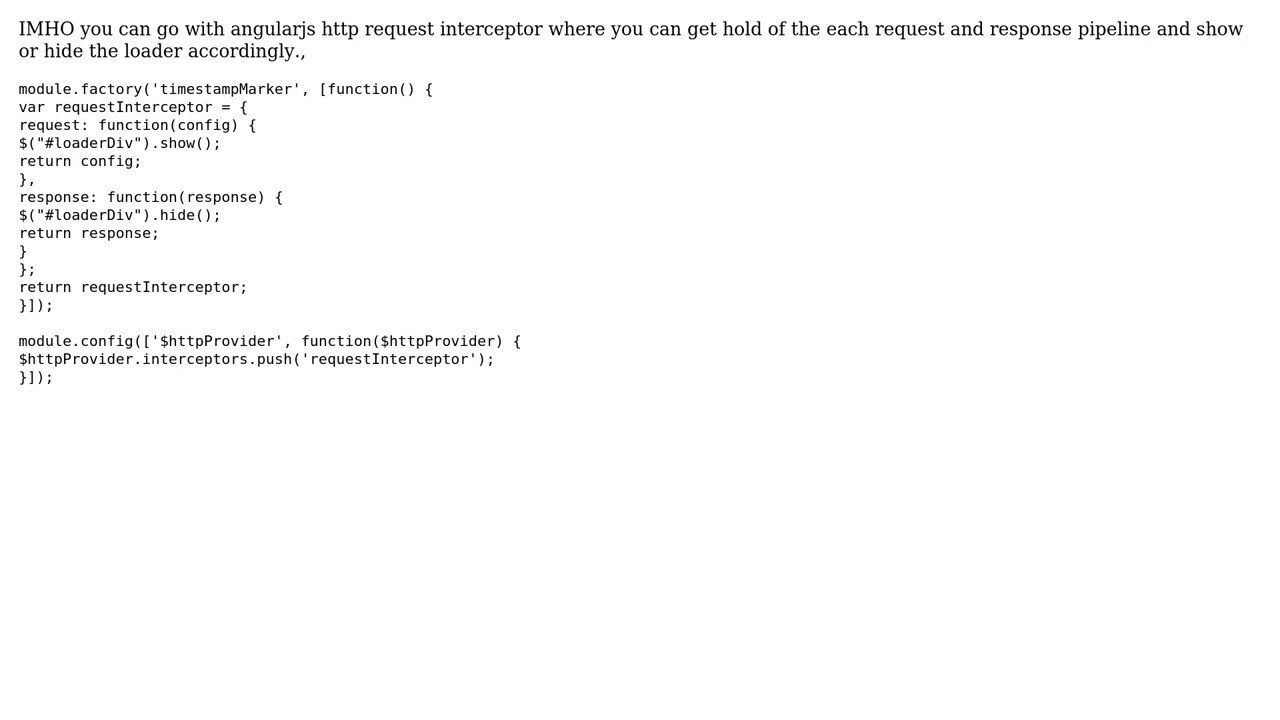 IMHO you can go with angularjs http request interceptor where you can get hold of the each request and response pipeline and show
or hide the loader accordingly.,
module.factory('timestampMarker', [function() {
var requestInterceptor = {
request: function(config) {
$("#loaderDiv").show();
return config;
},
response: function(response) {
$("#loaderDiv").hide();
return response;
}
};
return requestInterceptor;
}]);
module.config(['$httpProvider', function($httpProvider) {
$httpProvider.interceptors.push('requestInterceptor');
}]);